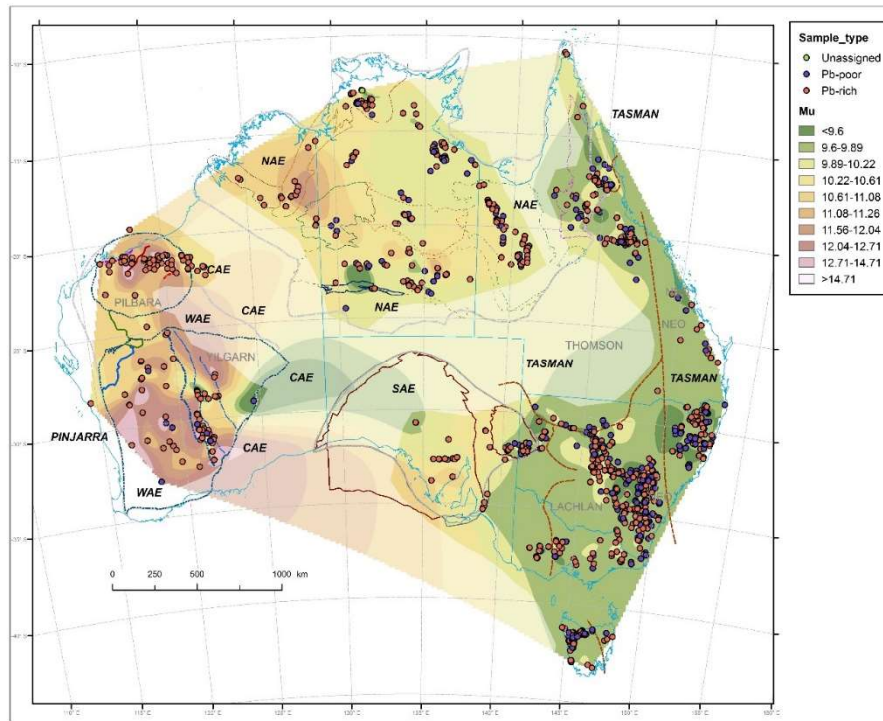 Sample_type
Unassigned
Pb-poor
Pb-rich
Mu
<9.6
9.6-9.89
9.89-10.22
10.22-10.61
10.61-11.08
11.08-11.26
11.56-12.04
12.04-12.71
12.71-14.71
>14.71
TASMAN
NAE
NAE
CAE
PILBARA
WAE
CAE
NAE
YILGARN
THOMSON
NEO
CAE
SAE
TASMAN
TASMAN
PINJARRA
CAE
WAE
LACHLAN
0 250 500 1000 km